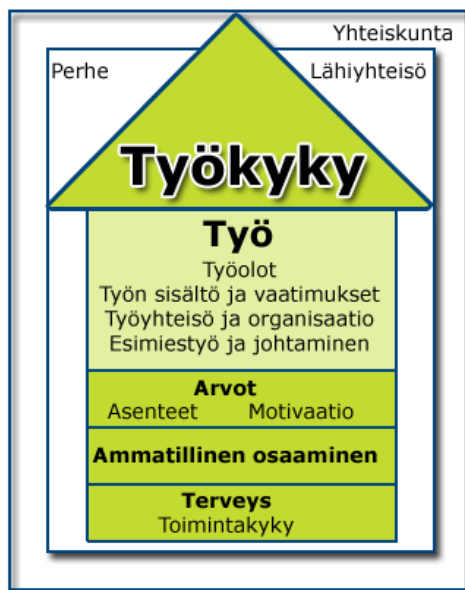 Yhteiskunta
Perhe Lähiyhteisö
Työkyky
Työ
Työolot
Työn sisältö ja vaatimukset
Työyhteisö ja organisaatio
Esimiestyö ja johtaminen
Arvot
Asenteet Motivaatio
Ammatillinen osaaminen
Terveys
Toimintakyky